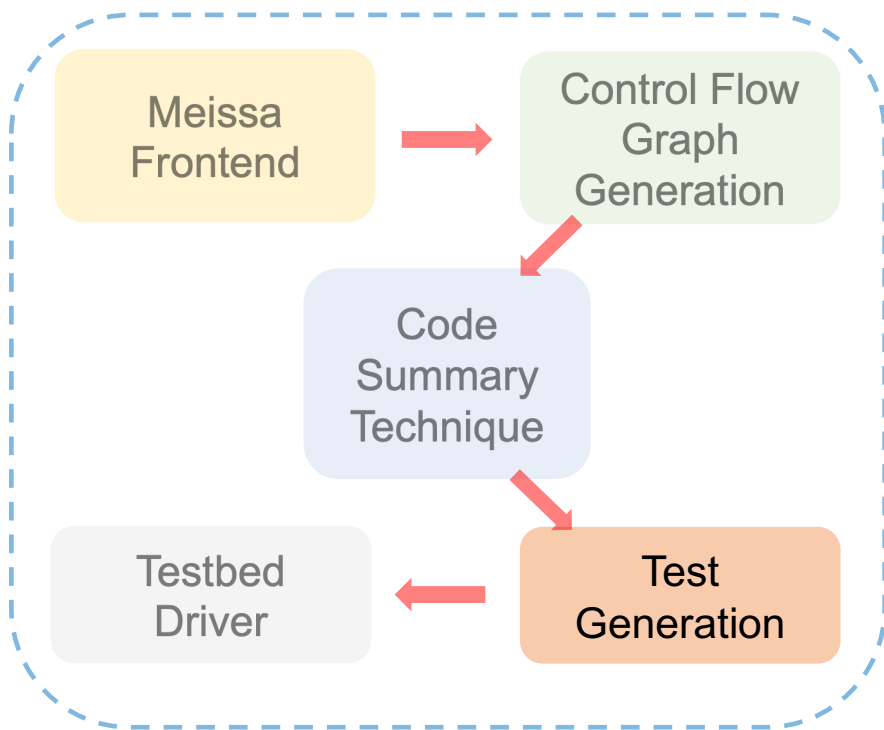 Meissa
Frontend
Control Flow
Graph
Generation
Code
Summary
Technique
Testbed
Driver
Test
Generation